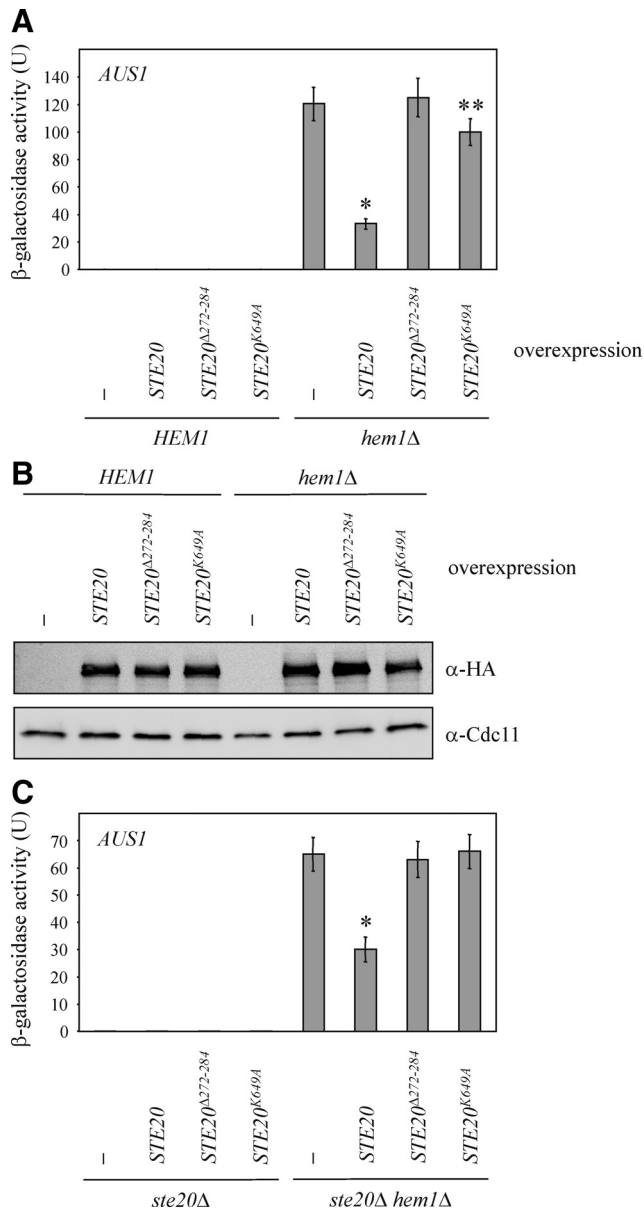 A
β-galactosidase activity (U)
AUS1
140
120
100
80
60
40
20
0
*
**
– STE20 STE20Δ272-284 STE20K649A – STE20 STE20Δ272-284 STE20K649A
overexpression
HEM1 hem1Δ
B
HEM1 hem1Δ
– STE20 STE20Δ272-284 STE20K649A – STE20 STE20Δ272-284 STE20K649A
overexpression
α-HA
α-Cdc11
C
β-galactosidase activity (U)
AUS1
70
60
50
40
30
20
10
0
*
– STE20 STE20Δ272-284 STE20K649A – STE20 STE20Δ272-284 STE20K649A
ste20Δ ste20Δ hem1Δ